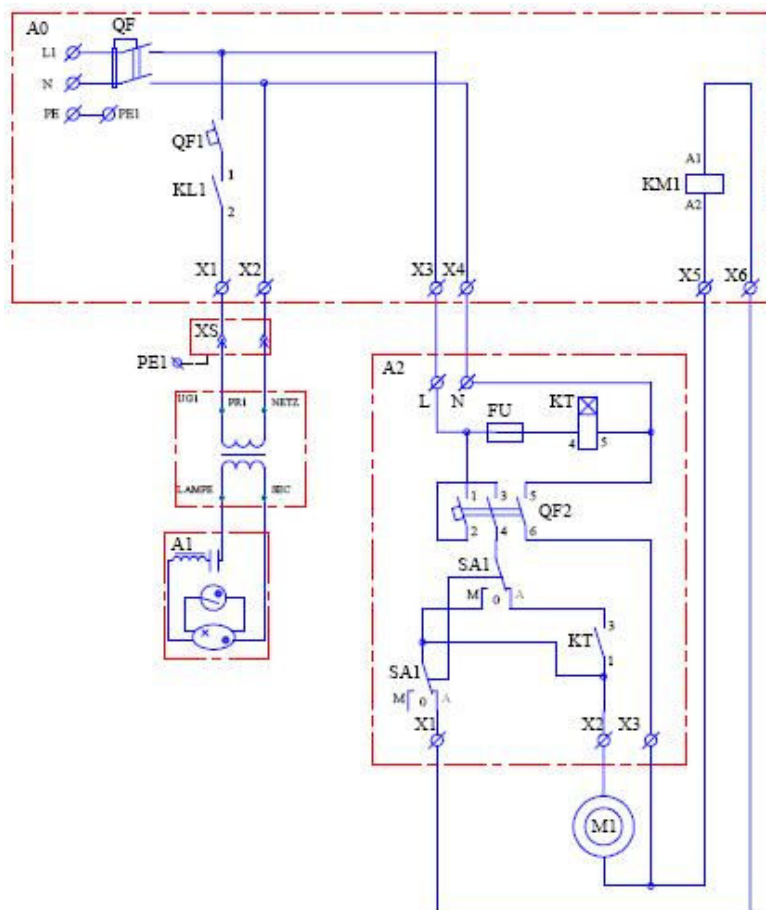 A0 QF
L1
N
PE PE1
QF1
1
KL1
2
A1
KM1
A2
X1 X2 X3 X4 X5 X6
XS
PE1
A2
L N FU KT
4 5
UG1 PR1 NETZ
LAMPE SEC
1 3 5
QF2
2 4 6
A1
SA1
M 0 A
3
KT
1
SA1
M 0 A
X1 X2 X3
M1